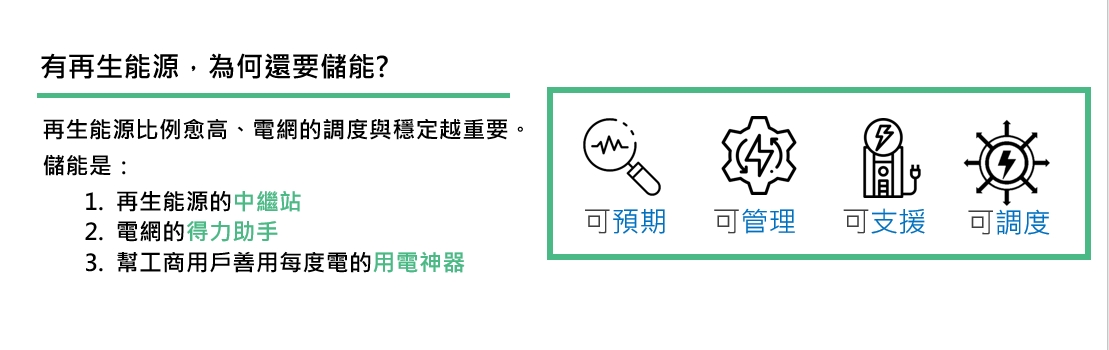 有再生能源，為何還要儲能?
再生能源比例愈高、電網的調度與穩定越重要。
儲能是：
1. 再生能源的中繼站
2. 電網的得力助手
3. 幫工商用戶善用每度電的用電神器
可預期
可管理
可支援
可調度